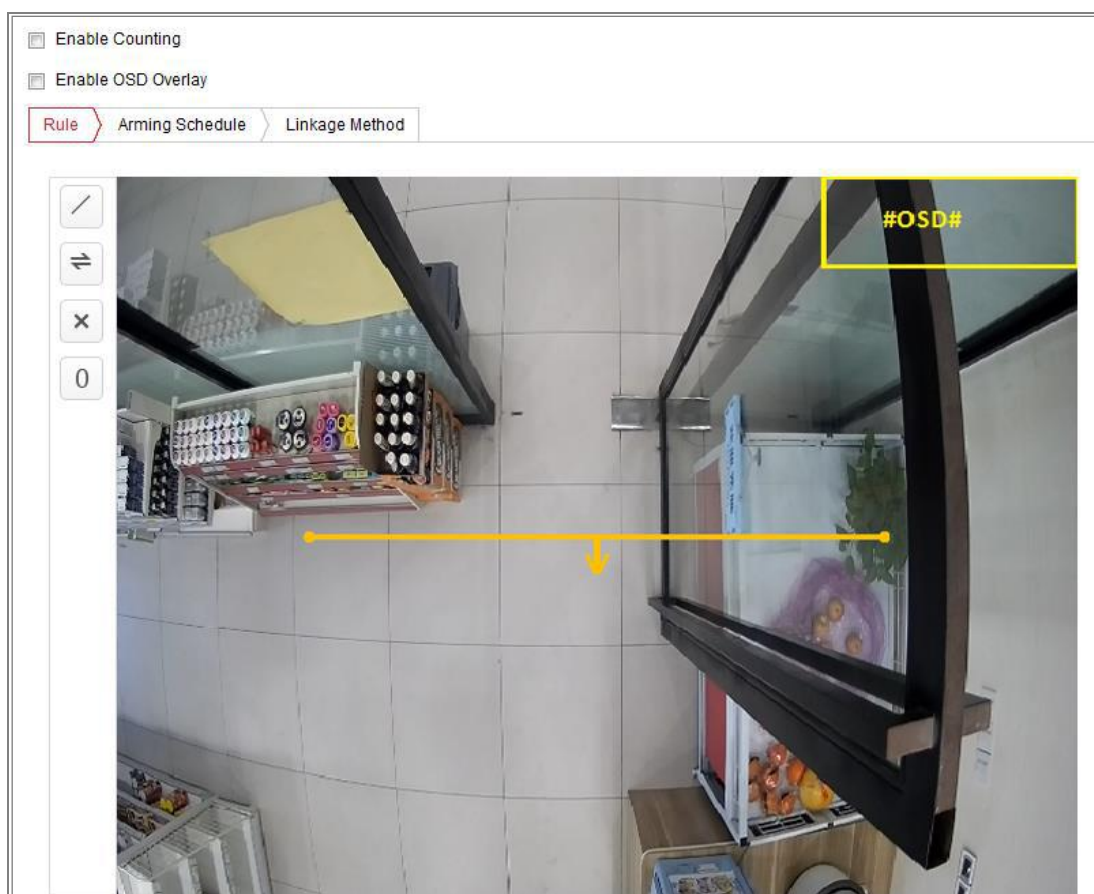 Enable Counting
Enable OSD Overlay
Rule Arming Schedule Linkage Method
#OSD#
0